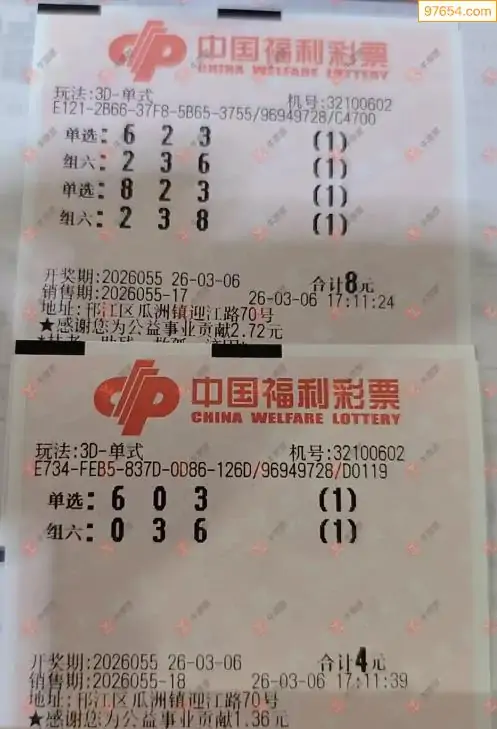 97654.com
中国福利彩票
CHINA WELFARE LOTTERY
玩法:3D-单式 机号:32100602
E121-2B66-37F8-5B65-3755/96949728/C4700
单选: 6 2 3 (1)
组六: 2 3 6 (1)
单选: 8 2 3 (1)
组六: 2 3 8 (1)
开奖期:2026055 26-03-06 合计8元
销售期:2026055-17 26-03-06 17:11:24
地址:邗江区瓜洲镇迎江路70号
★感谢您为公益事业贡献2.72元
中国福利彩票
CHINA WELFARE LOTTERY
玩法:3D-单式 机号:32100602
E734-FEB5-837D-0D86-126D/96949728/D0119
单选: 6 0 3 (1)
组六: 0 3 6 (1)
开奖期:2026055 26-03-06 合计4元
销售期:2026055-18 26-03-06 17:11:39
地址:邗江区瓜洲镇迎江路70号
★感谢您为公益事业贡献1.36元